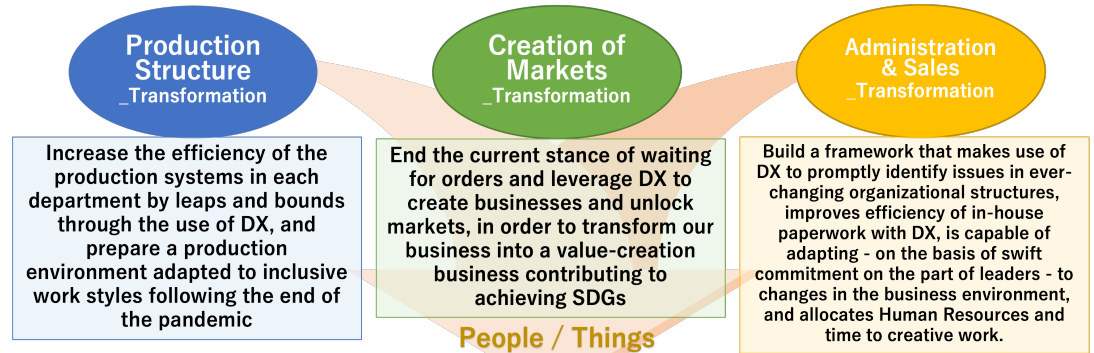 Production
Structure
_Transformation
Increase the efficiency of the
production systems in each
department by leaps and bounds
through the use of DX, and
prepare a production
environment adapted to inclusive
work styles following the end of
the pandemic
Creation of
Markets
_Transformation
End the current stance of waiting
for orders and leverage DX to
create businesses and unlock
markets, in order to transform our
business into a value-creation
business contributing to
achieving SDGs
Administration
& Sales
_Transformation
Build a framework that makes use of
DX to promptly identify issues in ever-
changing organizational structures,
improves efficiency of in-house
paperwork with DX, is capable of
adapting - on the basis of swift
commitment on the part of leaders - to
changes in the business environment,
and allocates Human Resources and
time to creative work.
People / Things